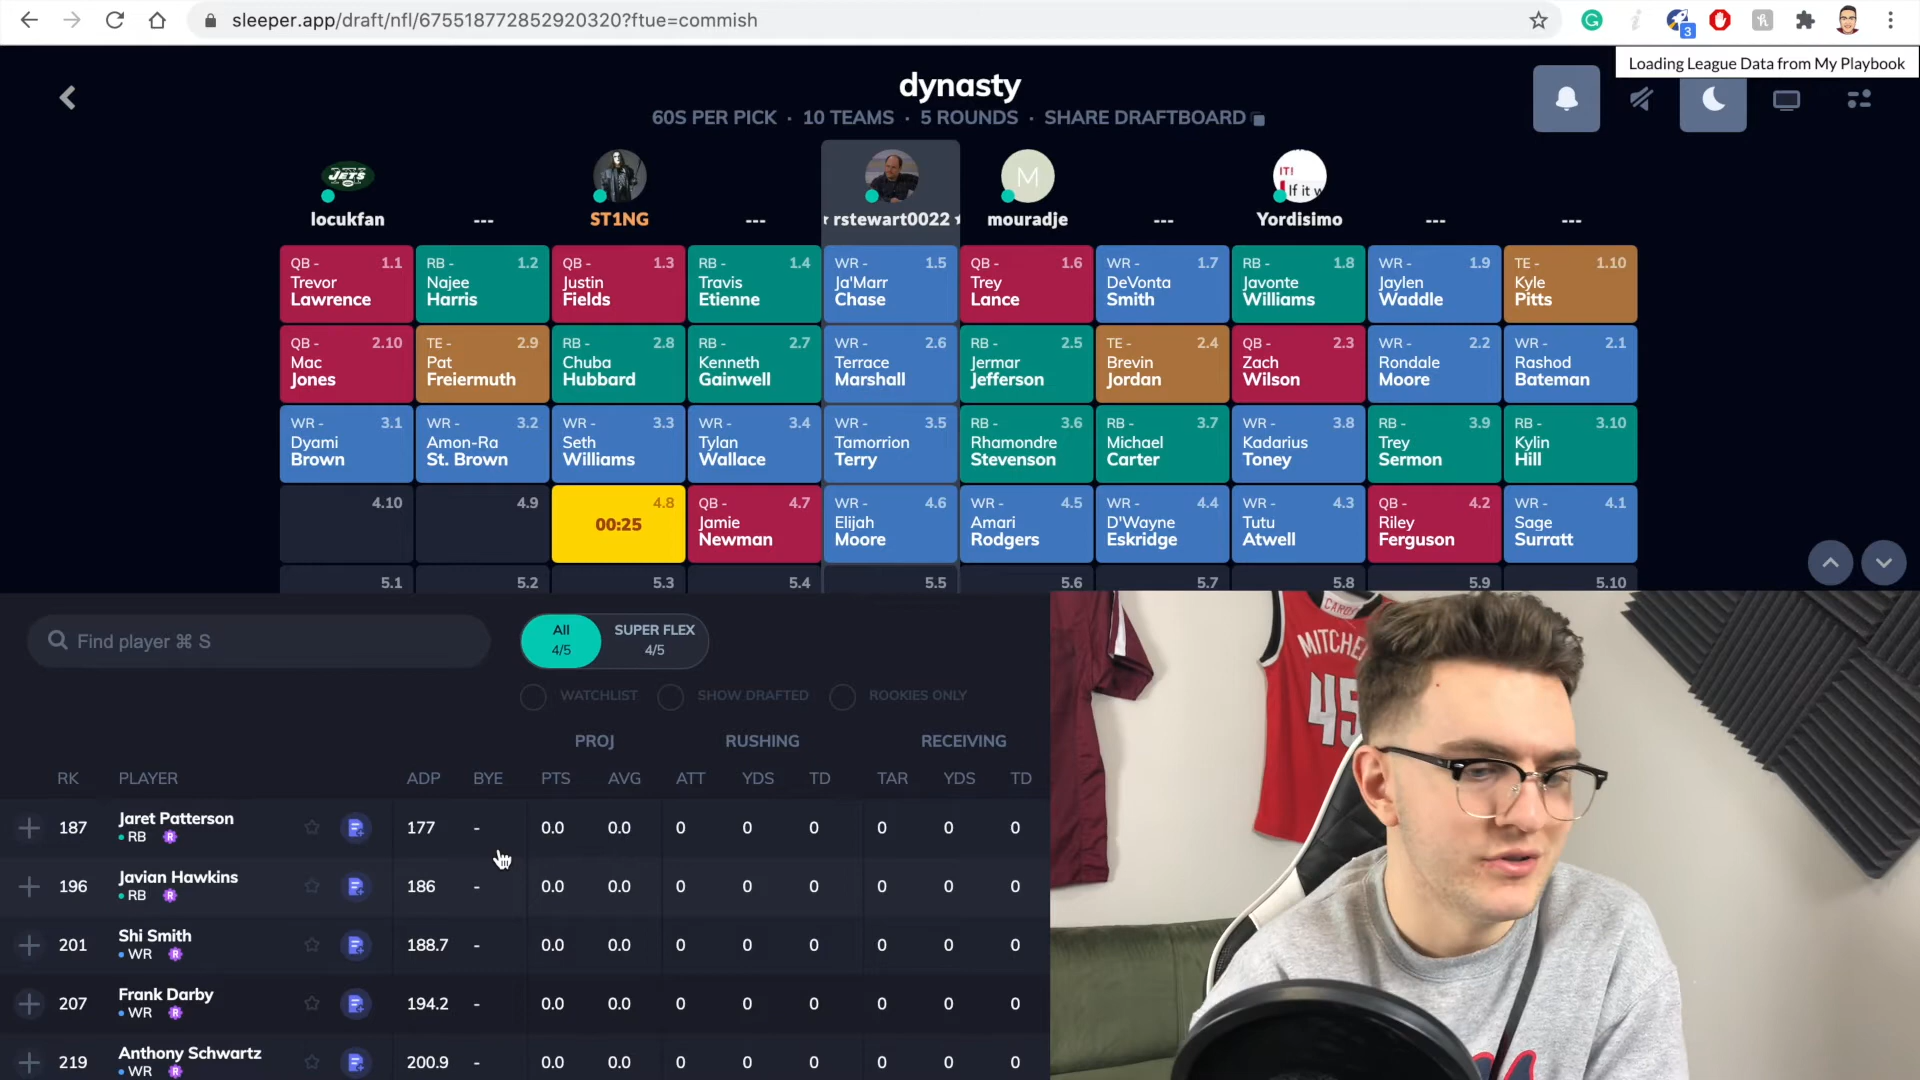 sleeper.app/draft/nfl/675518772852920320?ftue=commish
3
Loading League Data from My Playbook
dynasty
60S PER PICK · 10 TEAMS · 5 ROUNDS · SHARE DRAFTBOARD
JETS
M
IT!
If it w
locukfan --- ST1NG --- rstewart0022 mouradje --- Yordisimo --- ---
QB - 1.1 RB - 1.2 QB - 1.3 RB - 1.4 WR - 1.5 QB - 1.6 WR - 1.7 RB - 1.8 WR - 1.9 TE - 1.10
Trevor Najee Justin Travis Ja'Marr Trey DeVonta Javonte Jaylen Kyle
Lawrence Harris Fields Etienne Chase Lance Smith Williams Waddle Pitts
QB - 2.10 TE - 2.9 RB - 2.8 RB - 2.7 WR - 2.6 RB - 2.5 TE - 2.4 QB - 2.3 WR - 2.2 WR - 2.1
Mac Pat Chuba Kenneth Terrace Jermar Brevin Zach Rondale Rashod
Jones Freiermuth Hubbard Gainwell Marshall Jefferson Jordan Wilson Moore Bateman
WR - 3.1 WR - 3.2 WR - 3.3 WR - 3.4 WR - 3.5 RB - 3.6 RB - 3.7 WR - 3.8 RB - 3.9 RB - 3.10
Dyami Amon-Ra Seth Tylan Tamorrion Rhamondre Michael Kadarius Trey Kylin
Brown St. Brown Williams Wallace Terry Stevenson Carter Toney Sermon Hill
4.10 4.9 4.8 QB - 4.7 WR - 4.6 WR - 4.5 WR - 4.4 WR - 4.3 QB - 4.2 WR - 4.1
00:25 Jamie Elijah Amari D'Wayne Tutu Riley Sage
Newman Moore Rodgers Eskridge Atwell Ferguson Surratt
5.1 5.2 5.3 5.4 5.5 5.6 5.7 5.8 5.9 5.10
Find player ⌘ S
All SUPER FLEX
4/5 4/5
WATCHLIST SHOW DRAFTED ROOKIES ONLY
PROJ RUSHING RECEIVING
RK PLAYER ADP BYE PTS AVG ATT YDS TD TAR YDS TD
187 Jaret Patterson 177 - 0.0 0.0 0 0 0 0 0 0
RB R
196 Javian Hawkins 186 - 0.0 0.0 0 0 0 0 0 0
RB R
201 Shi Smith 188.7 - 0.0 0.0 0 0 0 0 0 0
WR R
207 Frank Darby 194.2 - 0.0 0.0 0 0 0 0 0 0
WR R
219 Anthony Schwartz 200.9 - 0.0 0.0 0 0 0 0 0 0
WR R
45